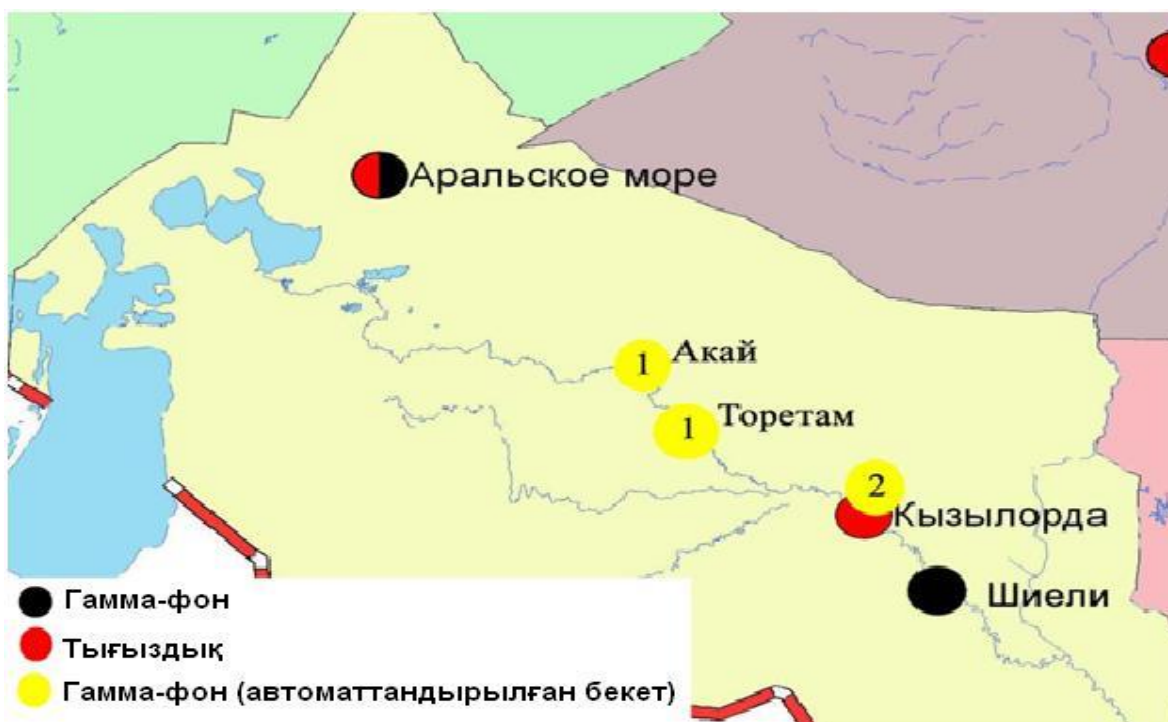 Аральское море
1 Акай
1 Торетам
2
Кызылорда
Шиели
Гамма-фон
Тығыздық
Гамма-фон (автоматтандырылған бекет)